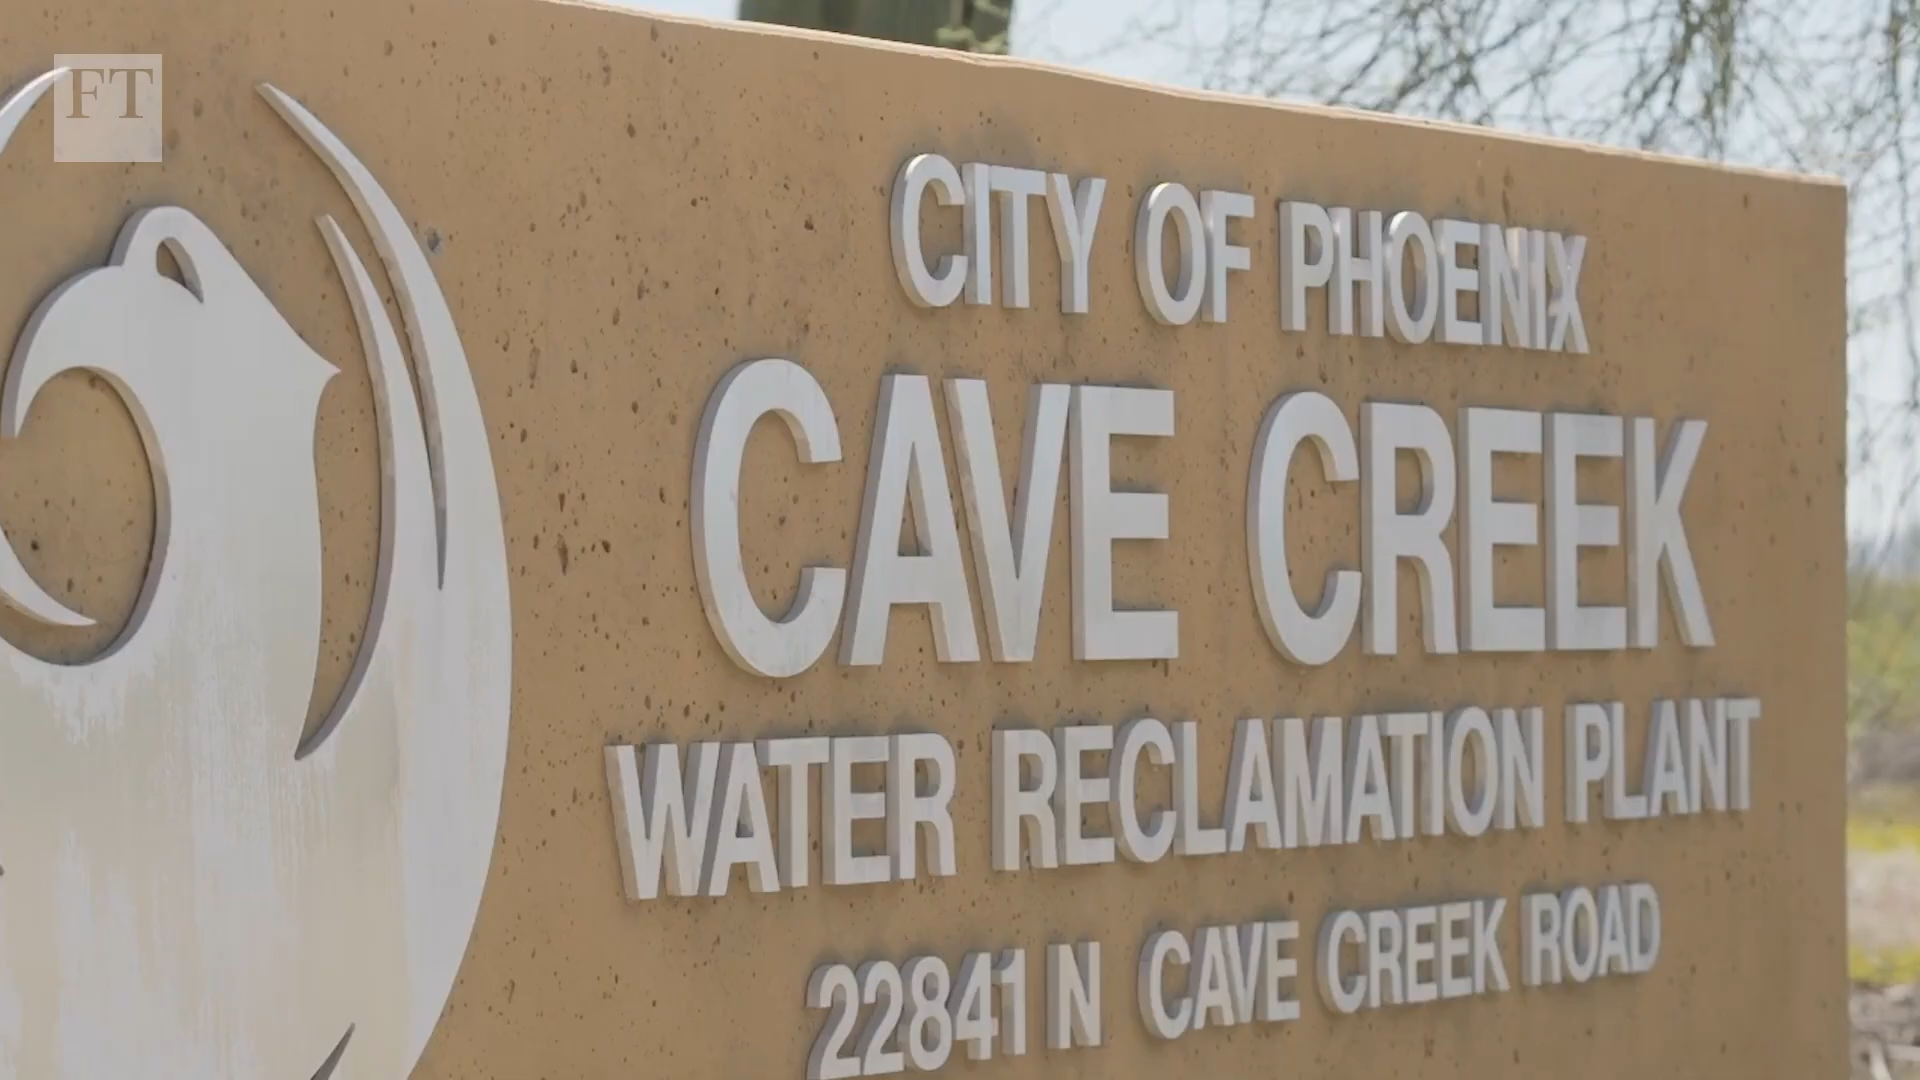 FT
CITY OF PHOENIX
CAVE CREEK
WATER RECLAMATION PLANT
22841 N CAVE CREEK ROAD